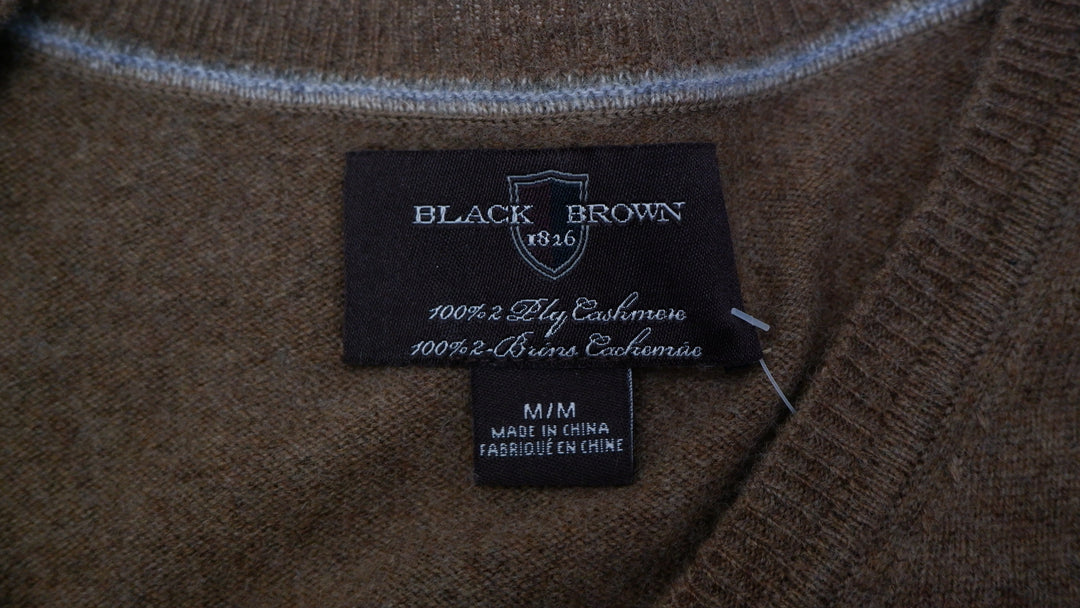 BLACK BROWN
1826
100% 2 Ply Cashmere
100% 2-Brins Cachemire
M/M
MADE IN CHINA
FABRIQUÉ EN CHINE